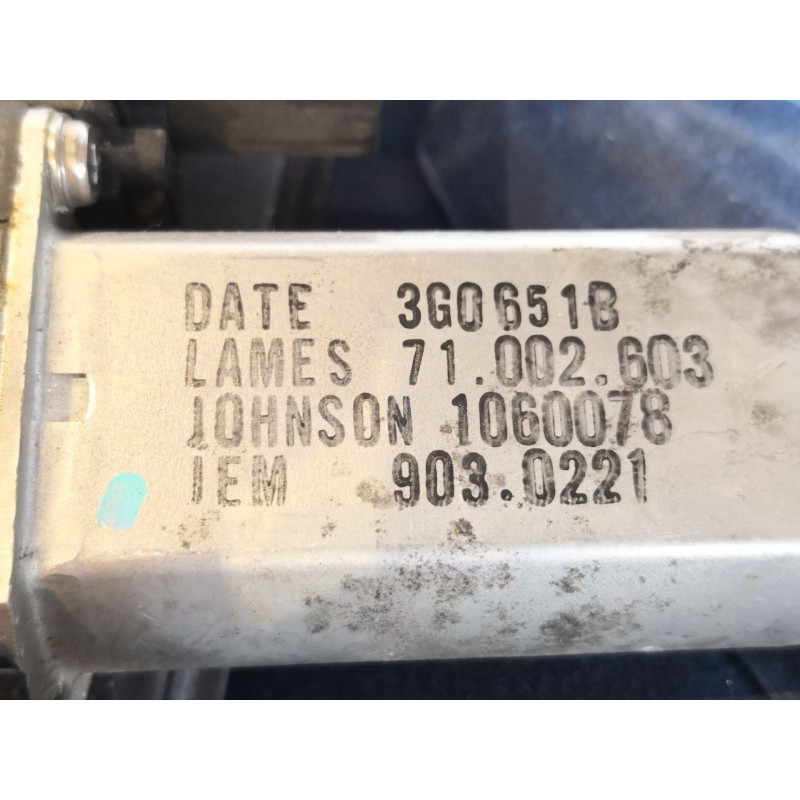 DATE 3G0651B
LAMES 71.002.603
JOHNSON 1060078
IEM 903.0221